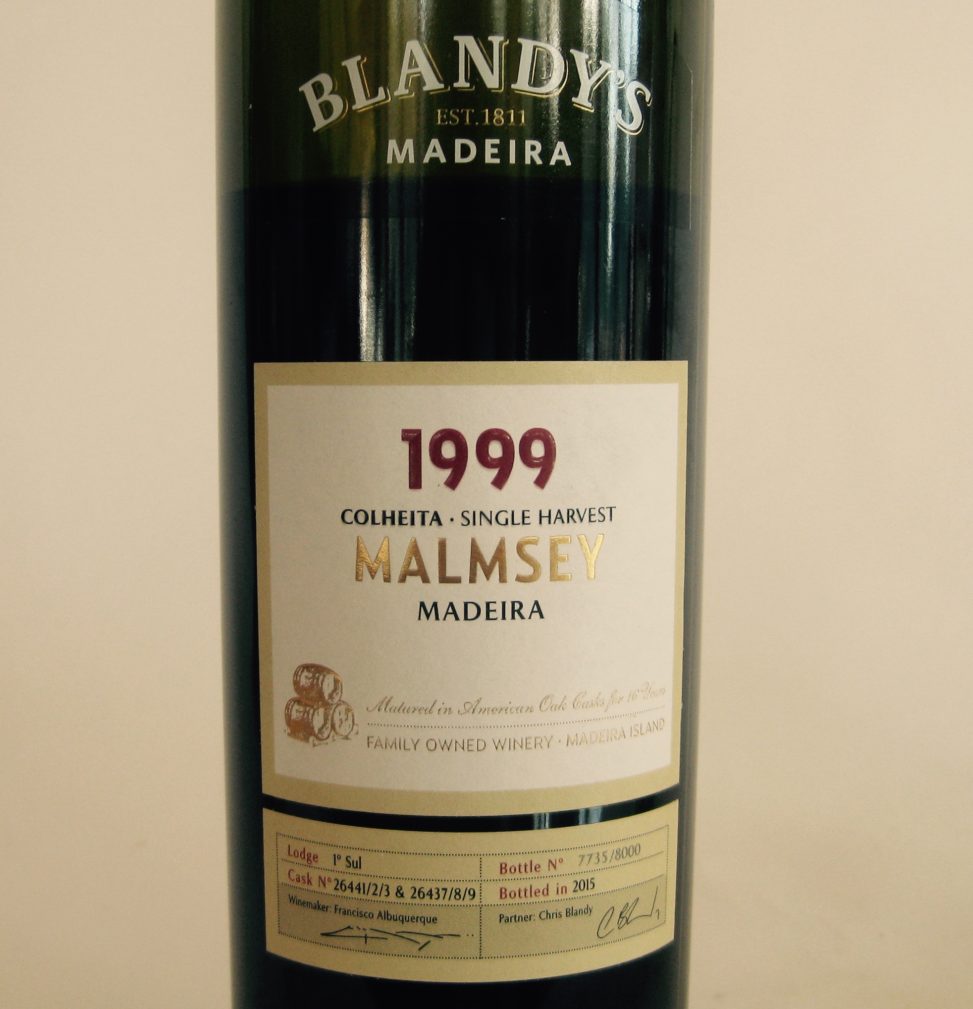 BLANDY'S
EST.1811
MADEIRA
1999
COLHEITA · SINGLE HARVEST
MALMSEY
MADEIRA
Matured in American Oak Casks for 16 Years
FAMILY OWNED WINERY · MADEIRA ISLAND
Lodge 1º Sul
Cask Nº 26441/2/3 & 26437/8/9
Winemaker: Francisco Albuquerque
Bottle Nº 7735/8000
Bottled in 2015
Partner: Chris Blandy